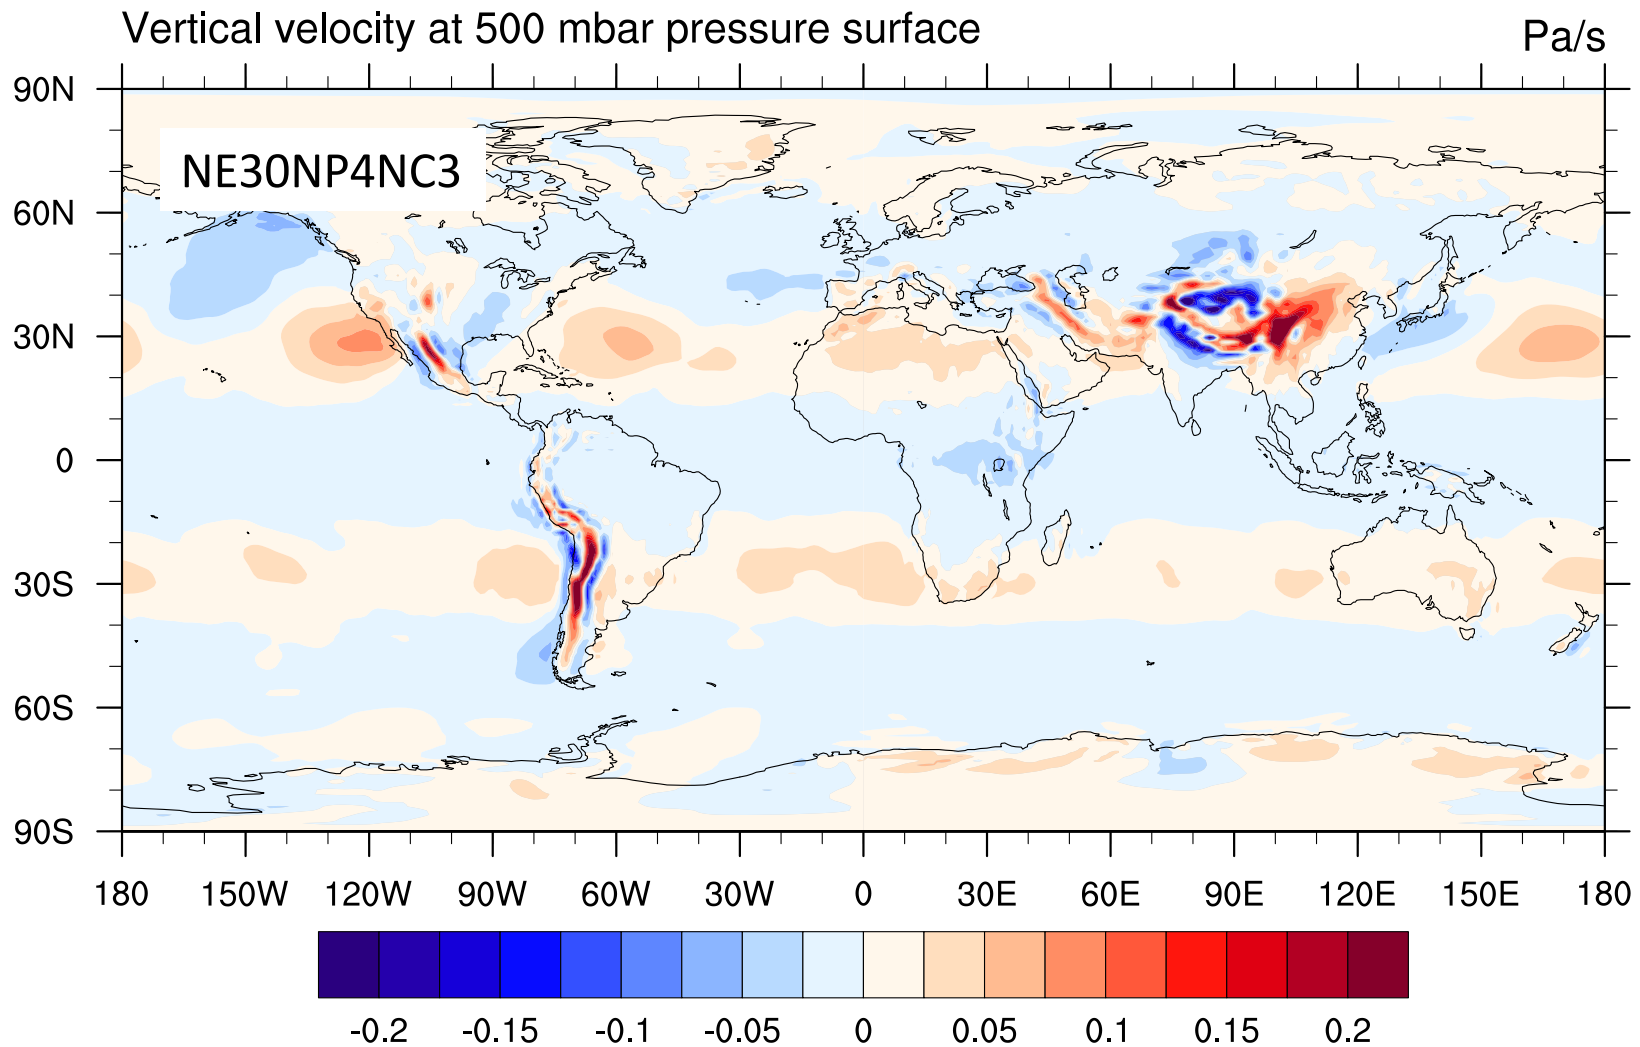 Vertical velocity at 500 mbar pressure surface
Pa/s
NE30NP4NC3
90N
60N
30N
0
30S
60S
90S
180 150W 120W 90W 60W 30W 0 30E 60E 90E 120E 150E 180
-0.2 -0.15 -0.1 -0.05 0 0.05 0.1 0.15 0.2